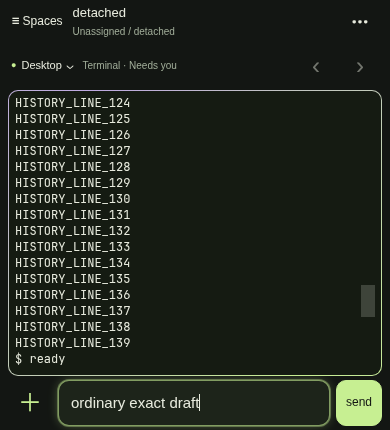 ≡ Spaces
detached
Unassigned / detached
•••
• Desktop
Terminal · Needs you
HISTORY_LINE_124
HISTORY_LINE_125
HISTORY_LINE_126
HISTORY_LINE_127
HISTORY_LINE_128
HISTORY_LINE_129
HISTORY_LINE_130
HISTORY_LINE_131
HISTORY_LINE_132
HISTORY_LINE_133
HISTORY_LINE_134
HISTORY_LINE_135
HISTORY_LINE_136
HISTORY_LINE_137
HISTORY_LINE_138
HISTORY_LINE_139
$ ready
ordinary exact draft
send